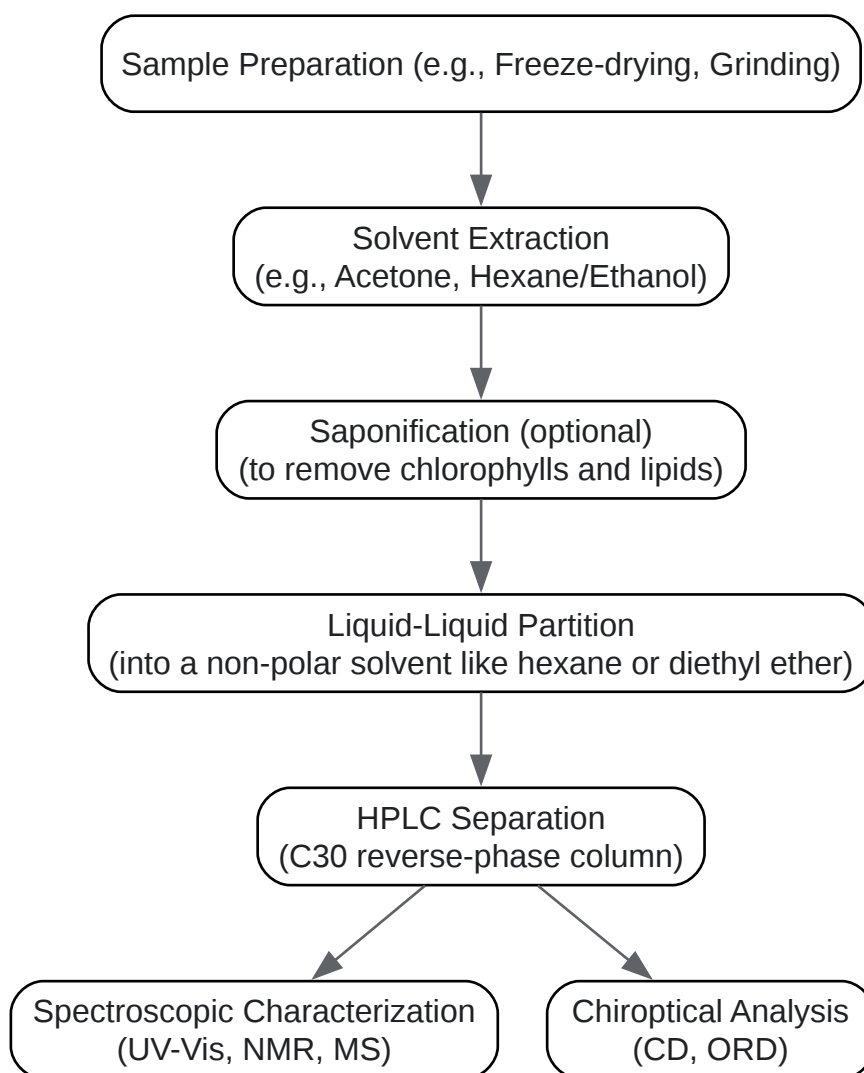 Sample Preparation (e.g., Freeze-drying, Grinding)
Solvent Extraction
(e.g., Acetone, Hexane/Ethanol)
Saponification (optional)
(to remove chlorophylls and lipids)
Liquid-Liquid Partition
(into a non-polar solvent like hexane or diethyl ether)
HPLC Separation
(C30 reverse-phase column)
Spectroscopic Characterization
(UV-Vis, NMR, MS)
Chiroptical Analysis
(CD, ORD)